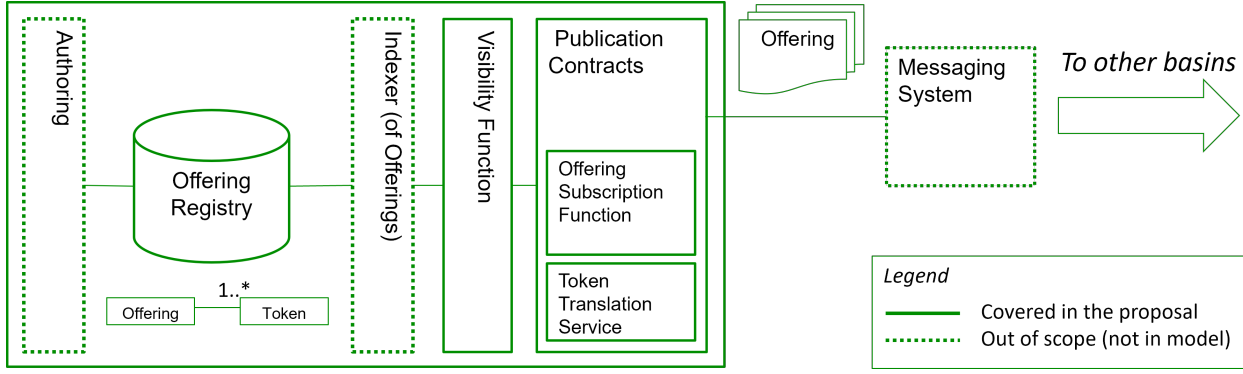 Authoring
Offering
Registry
1..*
Offering
Token
Indexer (of Offerings)
Visibility Function
Publication
Contracts
Offering
Subscription
Function
Token
Translation
Service
Offering
Messaging
System
To other basins
Legend
Covered in the proposal
Out of scope (not in model)